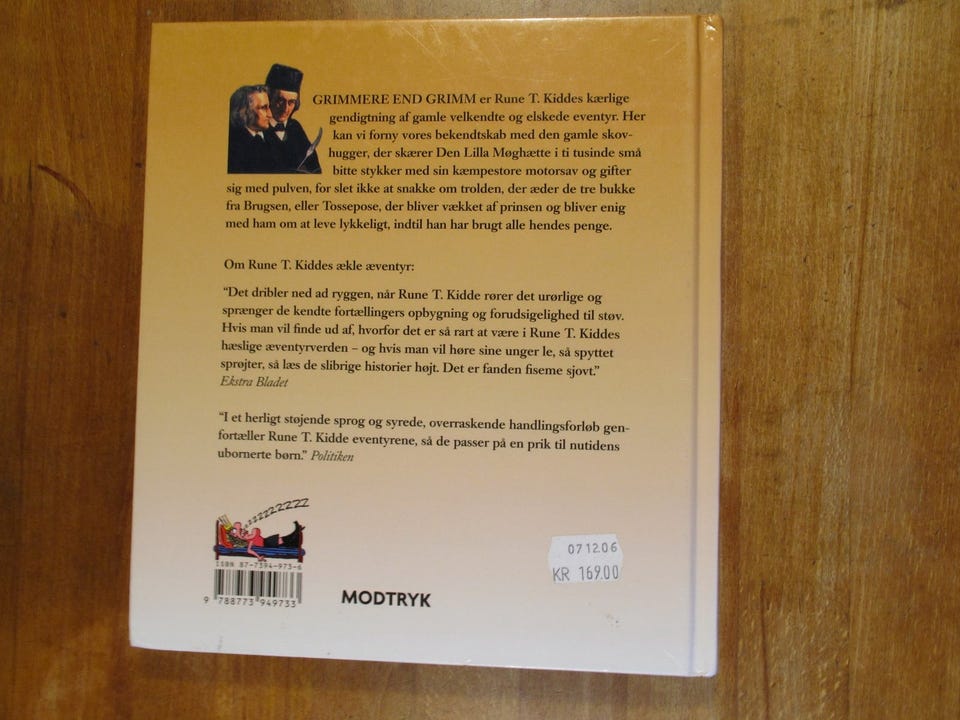 GRIMMERE END GRIMM er Rune T. Kiddes kærlige
gendigtning af gamle velkendte og elskede eventyr. Her
kan vi forny vores bekendtskab med den gamle skov-
hugger, der skærer Den Lilla Møghætte i ti tusinde små
bitte stykker med sin kæmpestore motorsav og gifter
sig med pulven, for slet ikke at snakke om trolden, der æder de tre bukke
fra Brugsen, eller Tossepose, der bliver vækket af prinsen og bliver enig
med ham om at leve lykkeligt, indtil han har brugt alle hendes penge.
Om Rune T. Kiddes ækle æventyr:
“Det dribler ned ad ryggen, når Rune T. Kidde rører det urørlige og
sprænger de kendte fortællingers opbygning og forudsigelighed til støv.
Hvis man vil finde ud af, hvorfor det er så rart at være i Rune T. Kiddes
hæslige æventyrverden – og hvis man vil høre sine unger le, så spyttet
sprøjter, så læs de slibrige historier højt. Det er fanden fiseme sjovt.”
Ekstra Bladet
“I et herligt støjende sprog og syrede, overraskende handlingsforløb gen-
fortæller Rune T. Kidde eventyrene, så de passer på en prik til nutidens
ubornerte børn.” Politiken
ZZZZZZZZZZ
ISBN 87-7394-973-6
9 788773 949733
MODTRYK
071206
KR 169.00